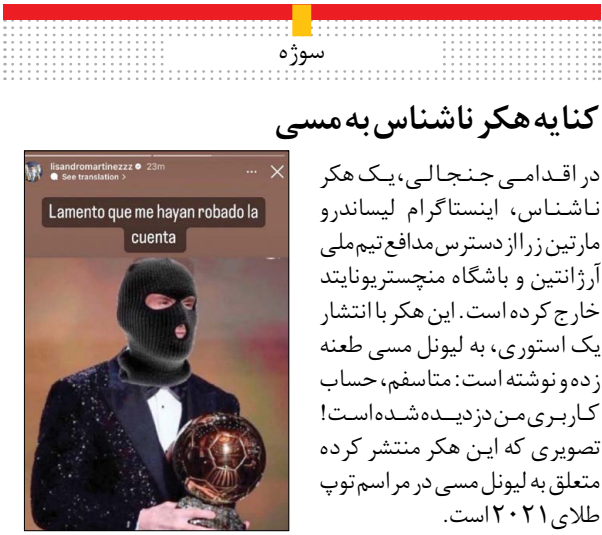 سوژه
کنایه هکر ناشناس به مسی
در اقدامی جنجالی، یک هکر
ناشناس، اینستاگرام لیساندرو
مارتین زرا از دسترس مدافع تیم ملی
آرژانتین و باشگاه منچستریونایتد
خارج کرده است. این هکر با انتشار
یک استوری، به لیونل مسی طعنه
زده و نوشته است: متاسفم، حساب
کاربری من دزدیده شده است!
تصویری که این هکر منتشر کرده
متعلق به لیونل مسی در مراسم توپ
طلای ۲۰۲۱ است.
lisandromartinezzz 23m
See translation >
Lamento que me hayan robado la
cuenta